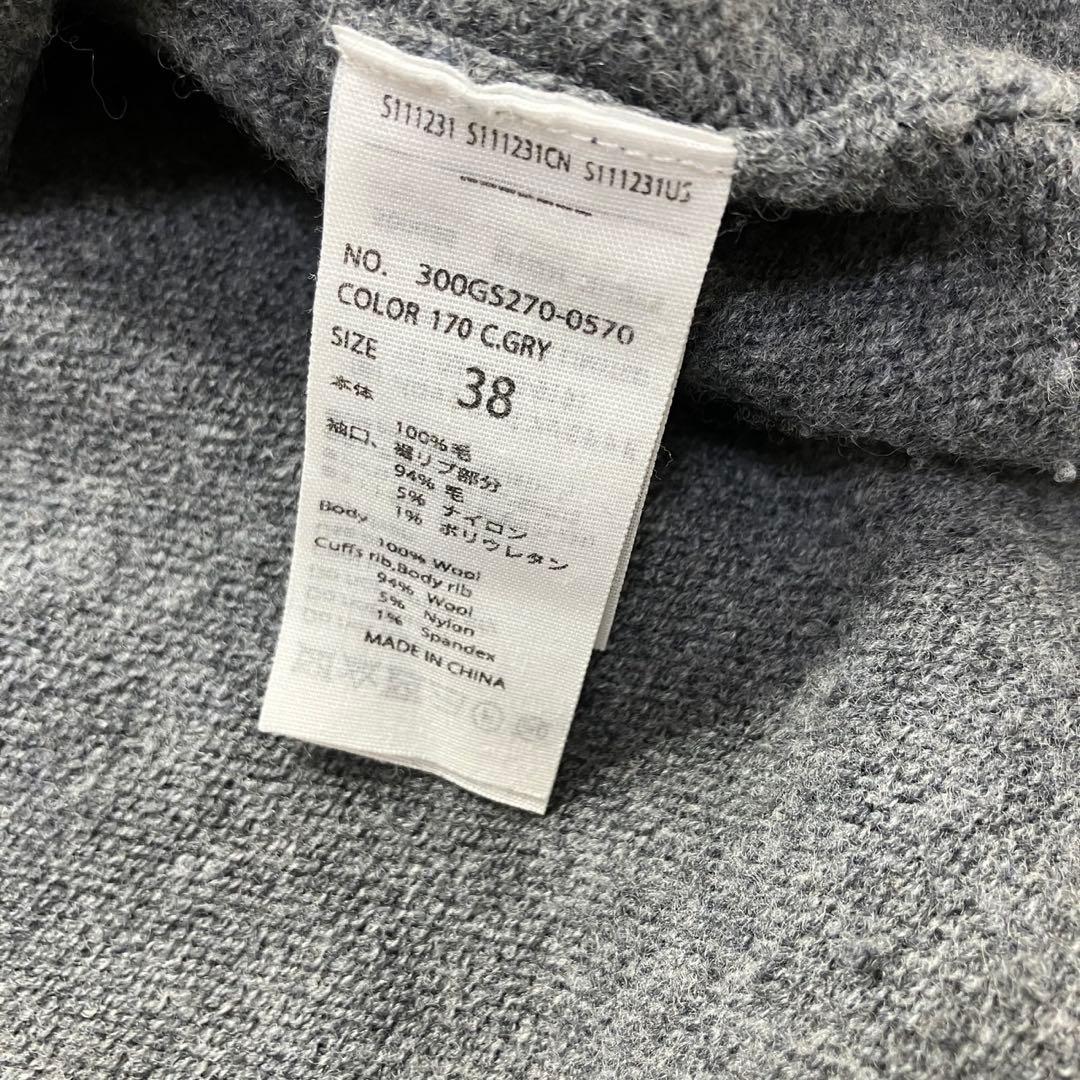 S111231 S111231CN S111231US
NO. 300GS270-0570
COLOR 170 C.GRY
SIZE 38
本体
100% 毛
袖口、裾リブ部分
94% 毛
5% ナイロン
1% ポリウレタン
Body
100% Wool
Cuffs rib,Body rib
94% Wool
5% Nylon
1% Spandex
MADE IN CHINA